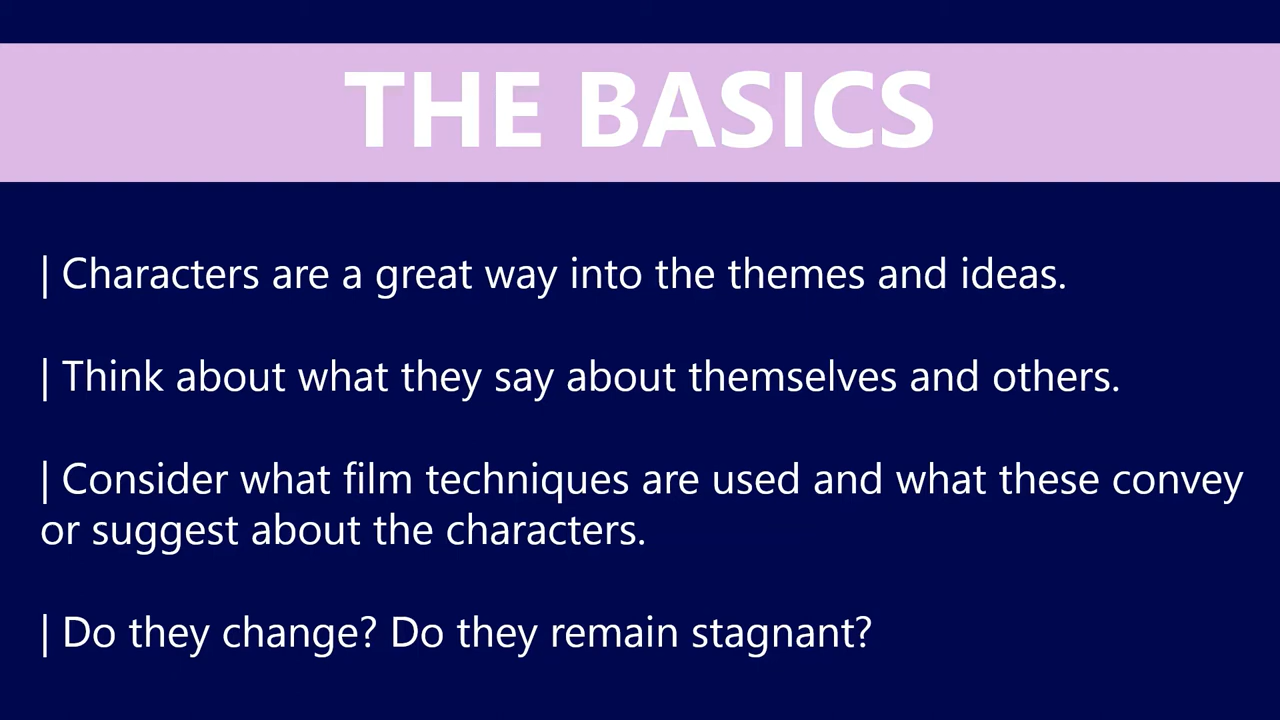 THE BASICS
| Characters are a great way into the themes and ideas.
| Think about what they say about themselves and others.
| Consider what film techniques are used and what these convey
or suggest about the characters.
| Do they change? Do they remain stagnant?